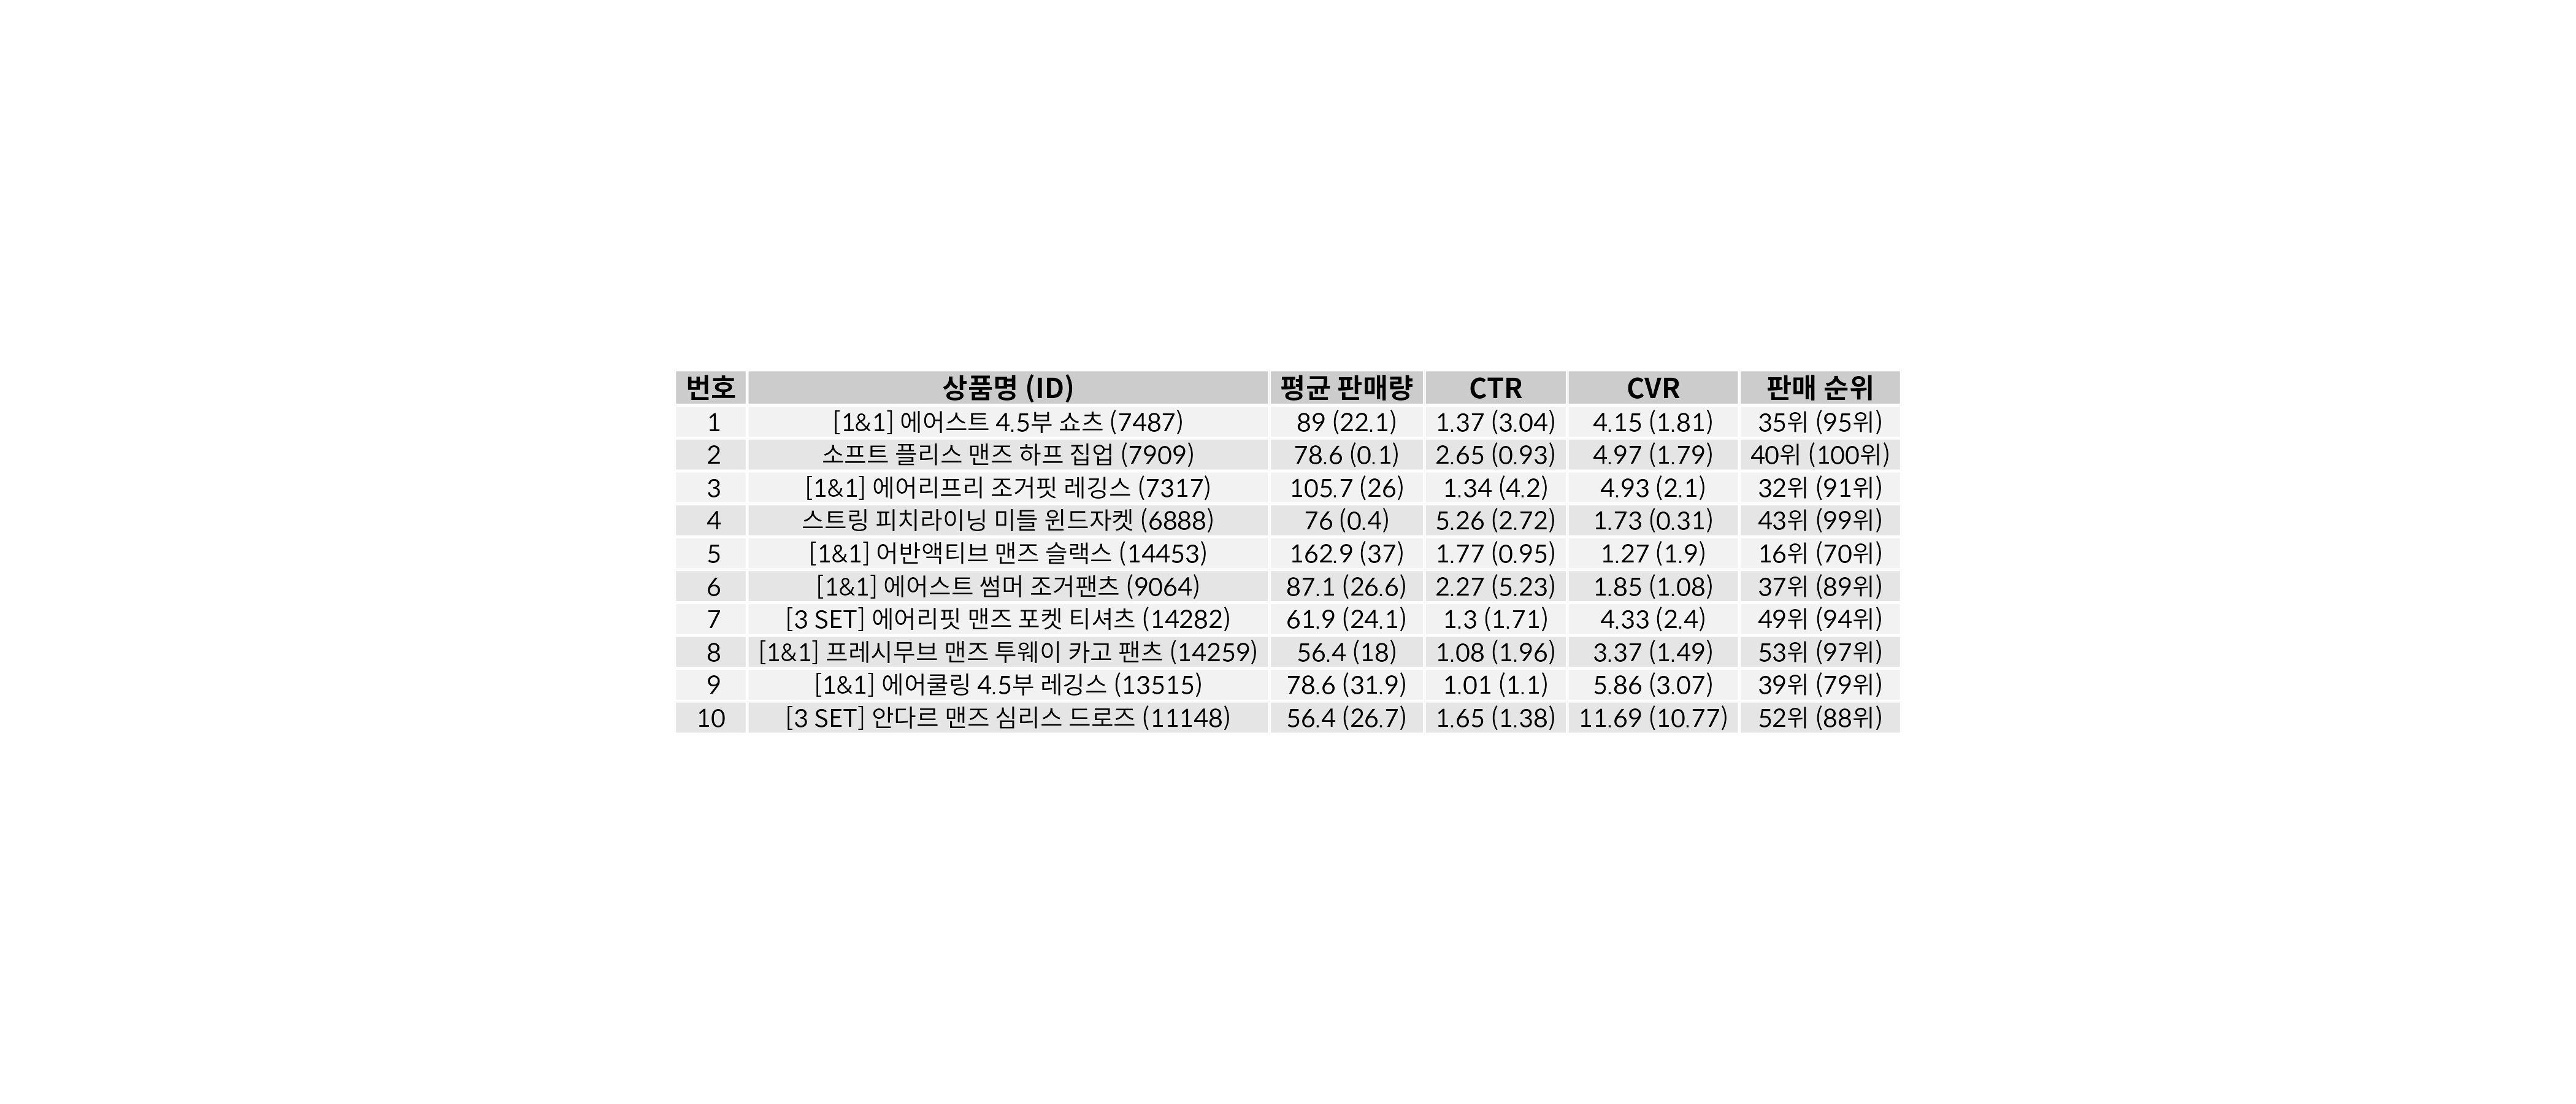 번호 상품명 (ID) 평균 판매량 CTR CVR 판매 순위
1 [1&1] 에어스트 4.5부 쇼츠 (7487) 89 (22.1) 1.37 (3.04) 4.15 (1.81) 35위 (95위)
2 소프트 플리스 맨즈 하프 집업 (7909) 78.6 (0.1) 2.65 (0.93) 4.97 (1.79) 40위 (100위)
3 [1&1] 에어리프리 조거핏 레깅스 (7317) 105.7 (26) 1.34 (4.2) 4.93 (2.1) 32위 (91위)
4 스트링 피치라이닝 미들 윈드자켓 (6888) 76 (0.4) 5.26 (2.72) 1.73 (0.31) 43위 (99위)
5 [1&1] 어반액티브 맨즈 슬랙스 (14453) 162.9 (37) 1.77 (0.95) 1.27 (1.9) 16위 (70위)
6 [1&1] 에어스트 썸머 조거팬츠 (9064) 87.1 (26.6) 2.27 (5.23) 1.85 (1.08) 37위 (89위)
7 [3 SET] 에어리핏 맨즈 포켓 티셔츠 (14282) 61.9 (24.1) 1.3 (1.71) 4.33 (2.4) 49위 (94위)
8 [1&1] 프레시무브 맨즈 투웨이 카고 팬츠 (14259) 56.4 (18) 1.08 (1.96) 3.37 (1.49) 53위 (97위)
9 [1&1] 에어쿨링 4.5부 레깅스 (13515) 78.6 (31.9) 1.01 (1.1) 5.86 (3.07) 39위 (79위)
10 [3 SET] 안다르 맨즈 심리스 드로즈 (11148) 56.4 (26.7) 1.65 (1.38) 11.69 (10.77) 52위 (88위)